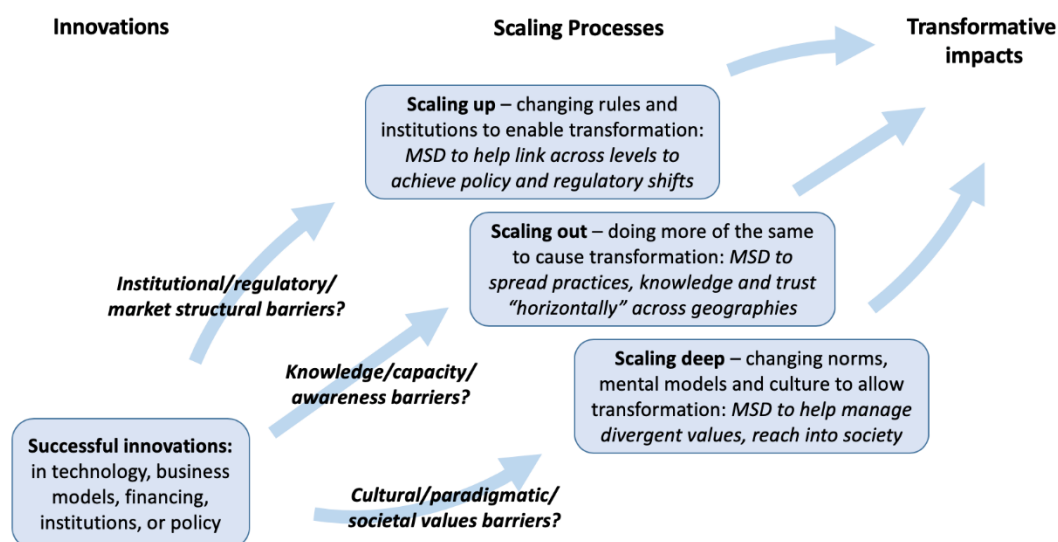 Innovations
Scaling Processes
Transformative
impacts
Scaling up – changing rules and
institutions to enable transformation:
MSD to help link across levels to
achieve policy and regulatory shifts
Scaling out – doing more of the same
to cause transformation: MSD to
spread practices, knowledge and trust
“horizontally” across geographies
Institutional/regulatory/
market structural barriers?
Scaling deep – changing norms,
mental models and culture to allow
transformation: MSD to help manage
divergent values, reach into society
Knowledge/capacity/
awareness barriers?
Successful innovations:
in technology, business
models, financing,
institutions, or policy
Cultural/paradigmatic/
societal values barriers?